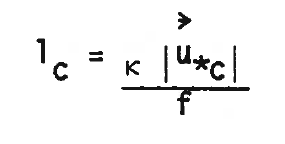 l_c = κ |u⃗_*c| / f